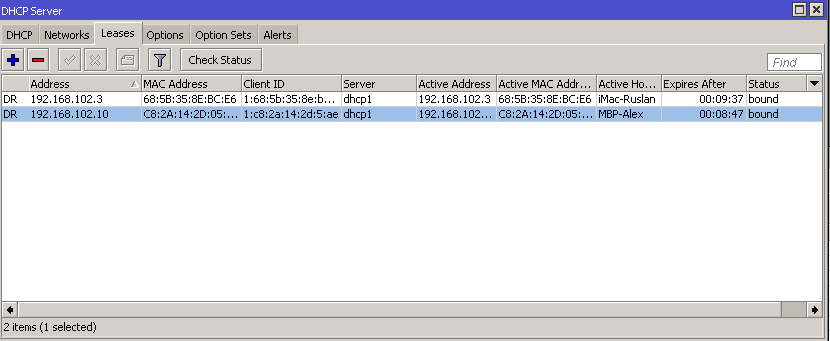 DHCP Server
DHCP Networks Leases Options Option Sets Alerts
Check Status Find
Address MAC Address Client ID Server Active Address Active MAC Addr... Active Ho... Expires After Status
DR 192.168.102.3 68:5B:35:8E:BC:E6 1:68:5b:35:8e:b... dhcp1 192.168.102.3 68:5B:35:8E:BC:E6 iMac-Ruslan 00:09:37 bound
DR 192.168.102.10 C8:2A:14:2D:05:... 1:c8:2a:14:2d:5:ae dhcp1 192.168.102... C8:2A:14:2D:05:... MBP-Alex 00:08:47 bound
2 items (1 selected)